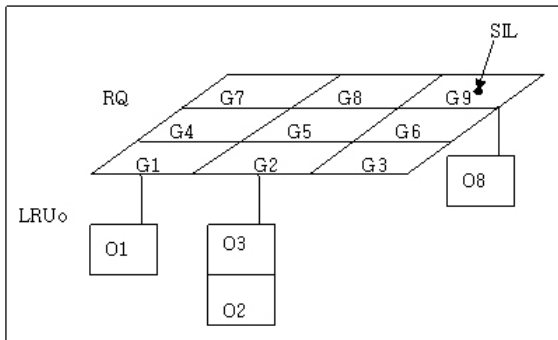 SIL
RQ
G7 G8 G9
G4 G5 G6
G1 G2 G3
O8
LRUo
O1 O3
O2